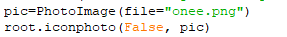 pic=PhotoImage(file="onee.png")
root.iconphoto(False, pic)